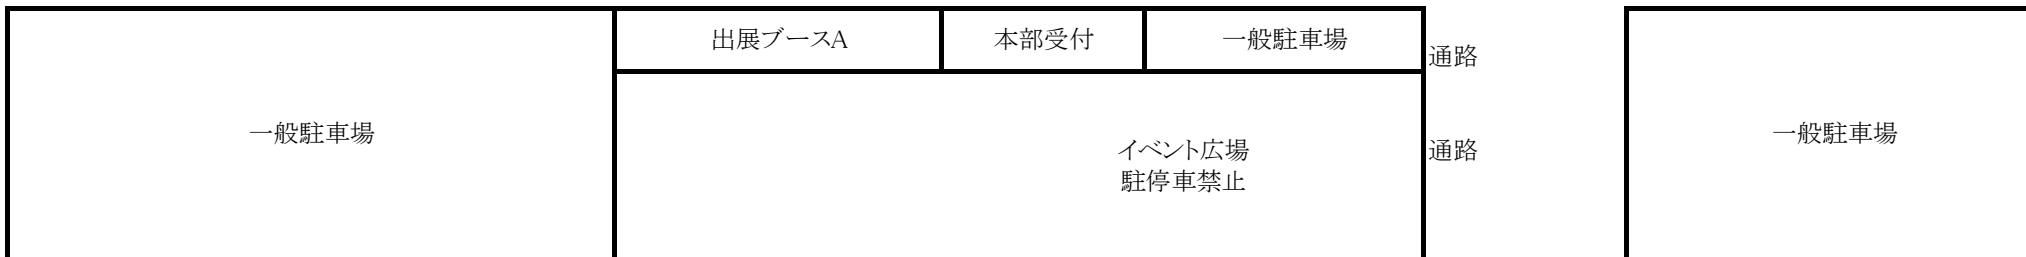 出展ブースA
本部受付
一般駐車場
通路
一般駐車場
イベント広場
駐停車禁止
通路
一般駐車場